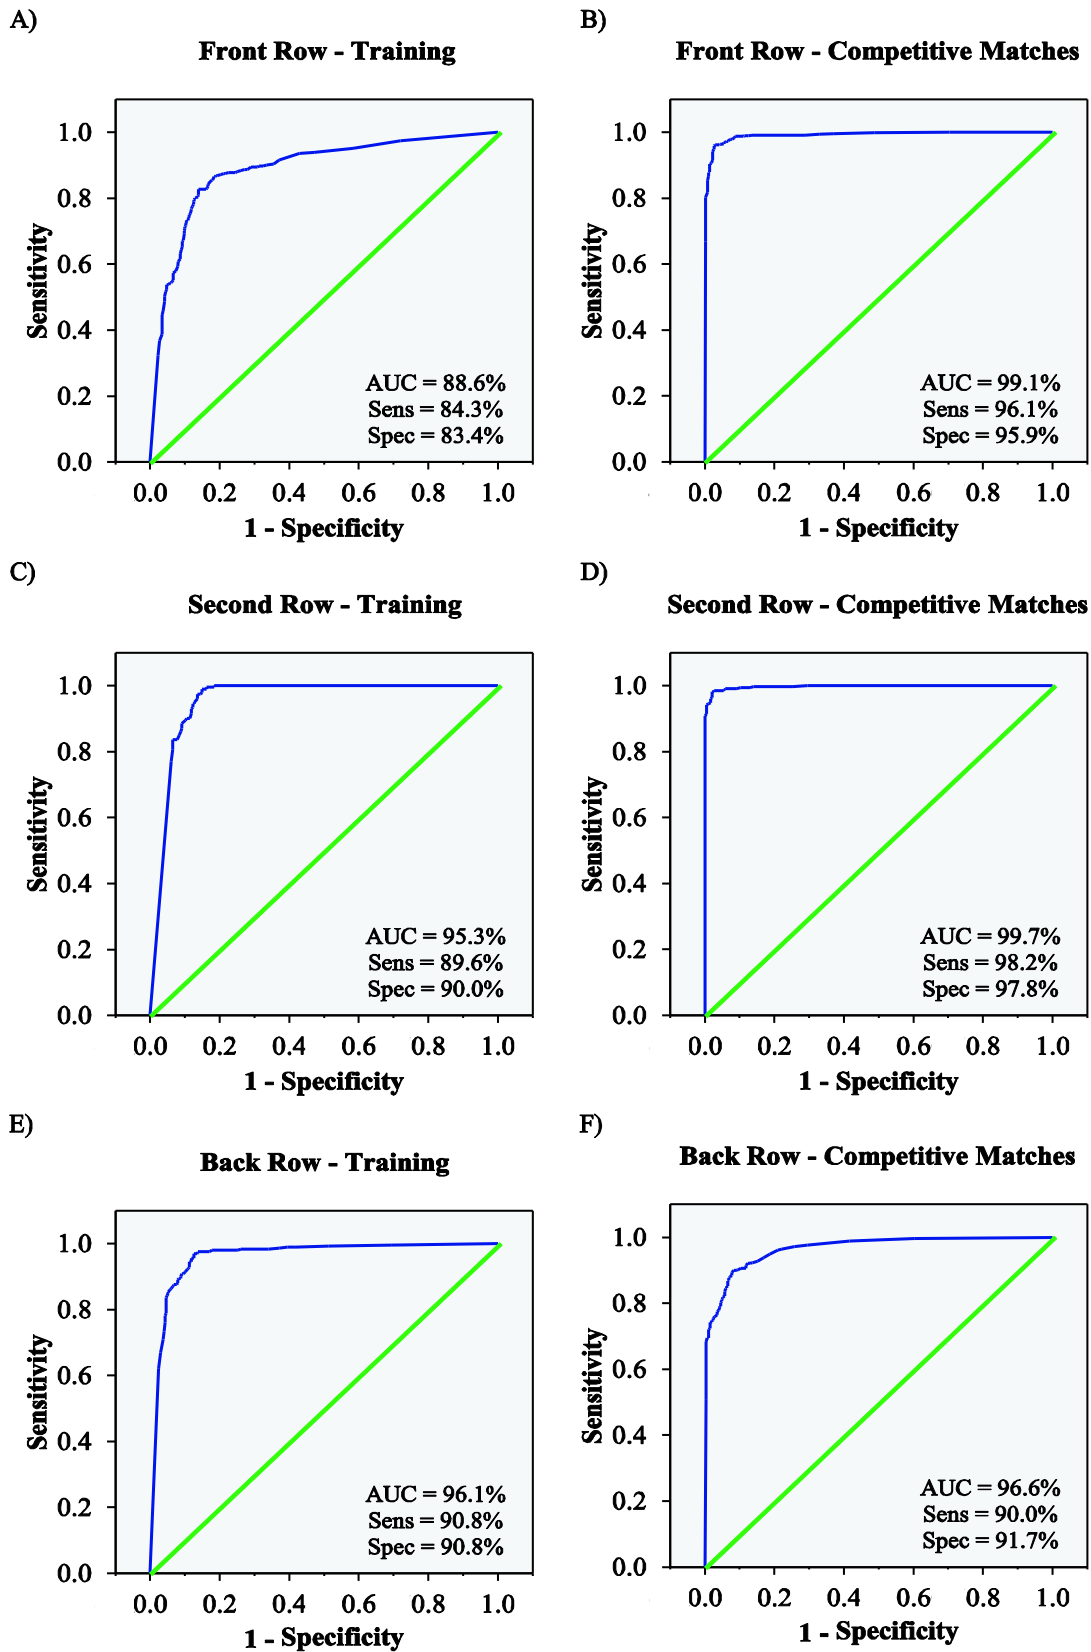 A)
Front Row - Training
1.0
0.8
0.6
0.4
0.2
0.0
Sensitivity
AUC = 88.6%
Sens = 84.3%
Spec = 83.4%
0.0 0.2 0.4 0.6 0.8 1.0
1 - Specificity
B)
Front Row - Competitive Matches
1.0
0.8
0.6
0.4
0.2
0.0
Sensitivity
AUC = 99.1%
Sens = 96.1%
Spec = 95.9%
0.0 0.2 0.4 0.6 0.8 1.0
1 - Specificity
C)
Second Row - Training
1.0
0.8
0.6
0.4
0.2
0.0
Sensitivity
AUC = 95.3%
Sens = 89.6%
Spec = 90.0%
0.0 0.2 0.4 0.6 0.8 1.0
1 - Specificity
D)
Second Row - Competitive Matches
1.0
0.8
0.6
0.4
0.2
0.0
Sensitivity
AUC = 99.7%
Sens = 98.2%
Spec = 97.8%
0.0 0.2 0.4 0.6 0.8 1.0
1 - Specificity
E)
Back Row - Training
1.0
0.8
0.6
0.4
0.2
0.0
Sensitivity
AUC = 96.1%
Sens = 90.8%
Spec = 90.8%
0.0 0.2 0.4 0.6 0.8 1.0
1 - Specificity
F)
Back Row - Competitive Matches
1.0
0.8
0.6
0.4
0.2
0.0
Sensitivity
AUC = 96.6%
Sens = 90.0%
Spec = 91.7%
0.0 0.2 0.4 0.6 0.8 1.0
1 - Specificity